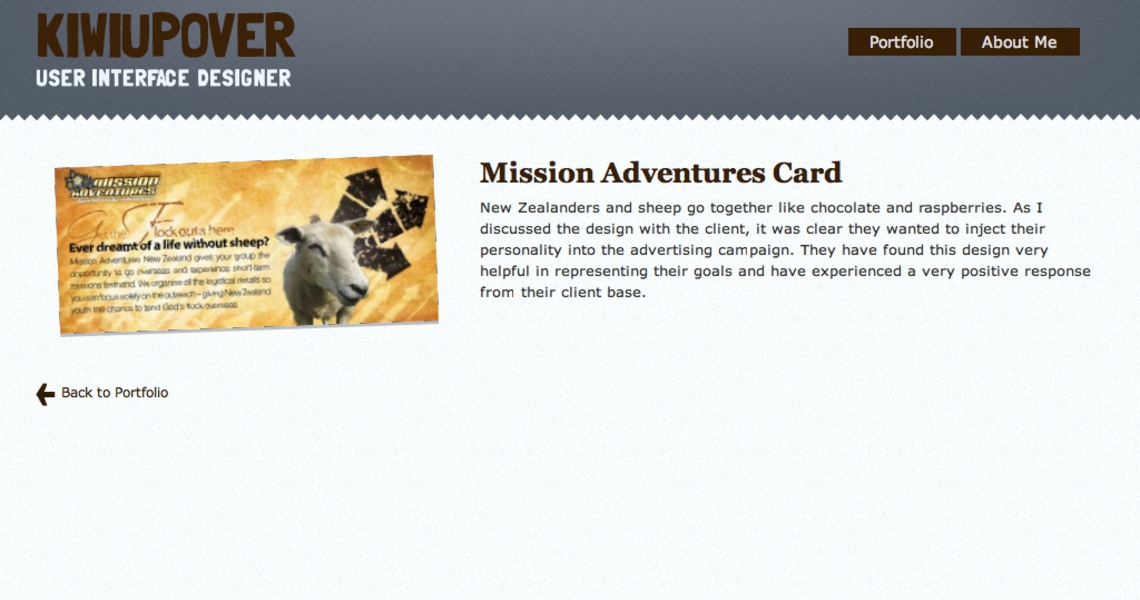 KIWIUPOVER
USER INTERFACE DESIGNER
Portfolio
About Me
MISSION
ADVENTURES
Get the Flock outa here
Ever dreamt of a life without sheep?
Mission Adventures New Zealand gives your group the
opportunity to go overseas and experience short-term
missions firsthand. We organise all the logistical details so
you can focus solely on the outreach – giving New Zealand
youth the chance to tend God's flock overseas.
Mission Adventures Card
New Zealanders and sheep go together like chocolate and raspberries. As I
discussed the design with the client, it was clear they wanted to inject their
personality into the advertising campaign. They have found this design very
helpful in representing their goals and have experienced a very positive response
from their client base.
Back to Portfolio